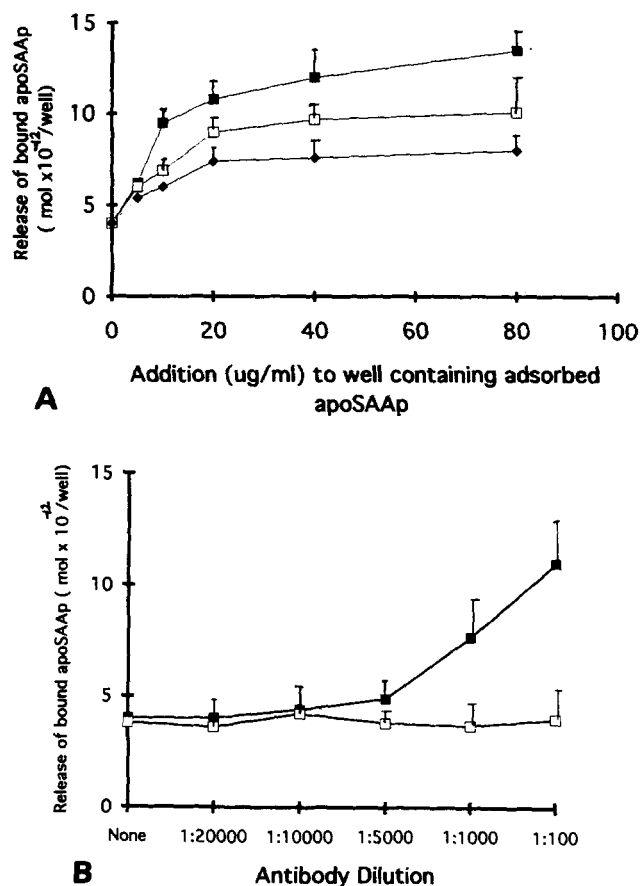 Release of bound apoSAAp
( mol x10-12/well)
15
10
5
0
0 20 40 60 80 100
Addition (ug/ml) to well containing adsorbed
apoSAAp
A
Release of bound apoSAAp ( mol x 10-12/well)
15
10
5
0
None 1:20000 1:10000 1:5000 1:1000 1:100
B Antibody Dilution